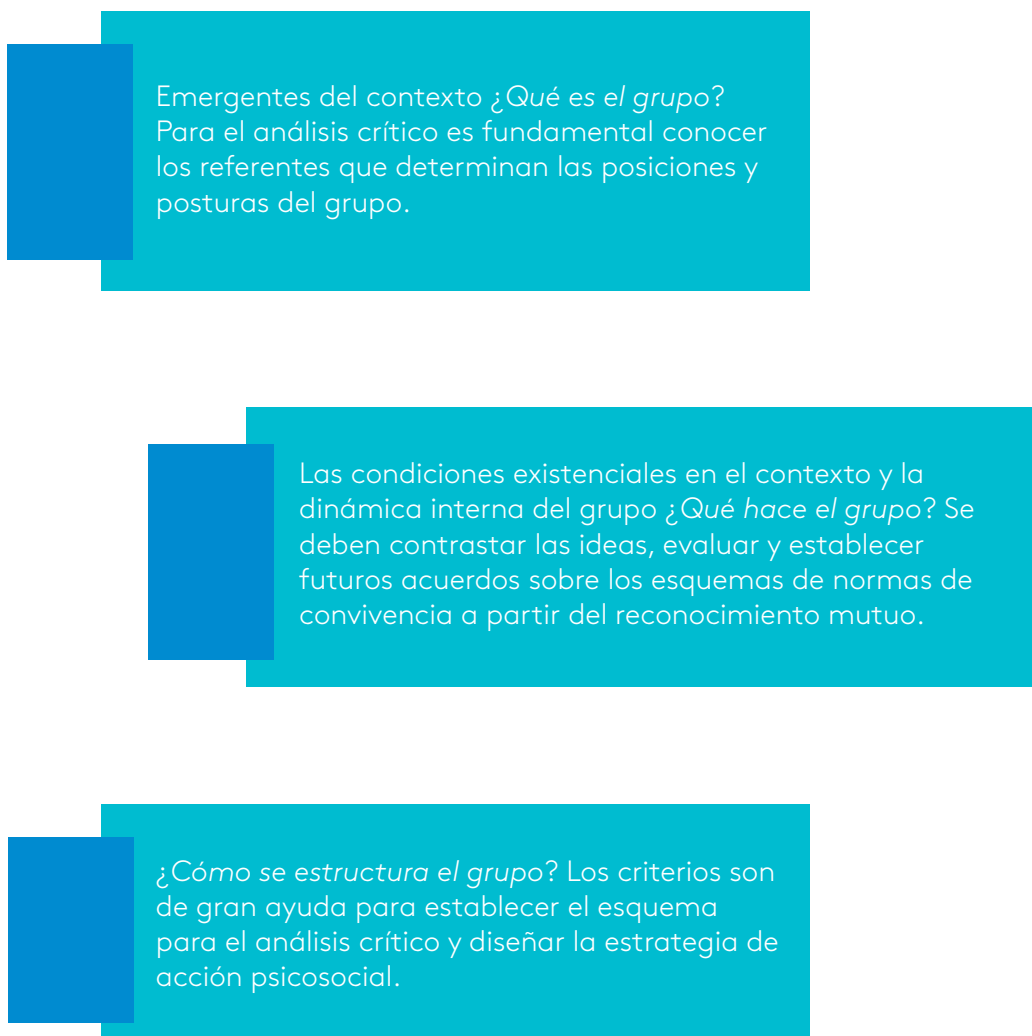 Emergentes del contexto ¿Qué es el grupo?
Para el análisis crítico es fundamental conocer
los referentes que determinan las posiciones y
posturas del grupo.
Las condiciones existenciales en el contexto y la
dinámica interna del grupo ¿Qué hace el grupo? Se
deben contrastar las ideas, evaluar y establecer
futuros acuerdos sobre los esquemas de normas de
convivencia a partir del reconocimiento mutuo.
¿Cómo se estructura el grupo? Los criterios son
de gran ayuda para establecer el esquema
para el análisis crítico y diseñar la estrategia de
acción psicosocial.